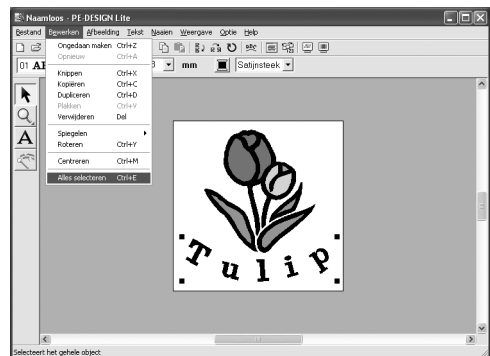 Naamloos - PE-DESIGN Lite
Bestand Bewerken Afbeelding Tekst Naaien Weergave Optie Help
Ongedaan maken Ctrl+Z
Opnieuw Ctrl+A
Knippen Ctrl+X
Kopiëren Ctrl+C
Dupliceren Ctrl+D
Plakken Ctrl+V
Verwijderen Del
Spiegelen
Roteren Ctrl+Y
Centreren Ctrl+M
Alles selecteren Ctrl+E
01 mm Satijnsteek
A
Tulip
Selecteert het gehele object